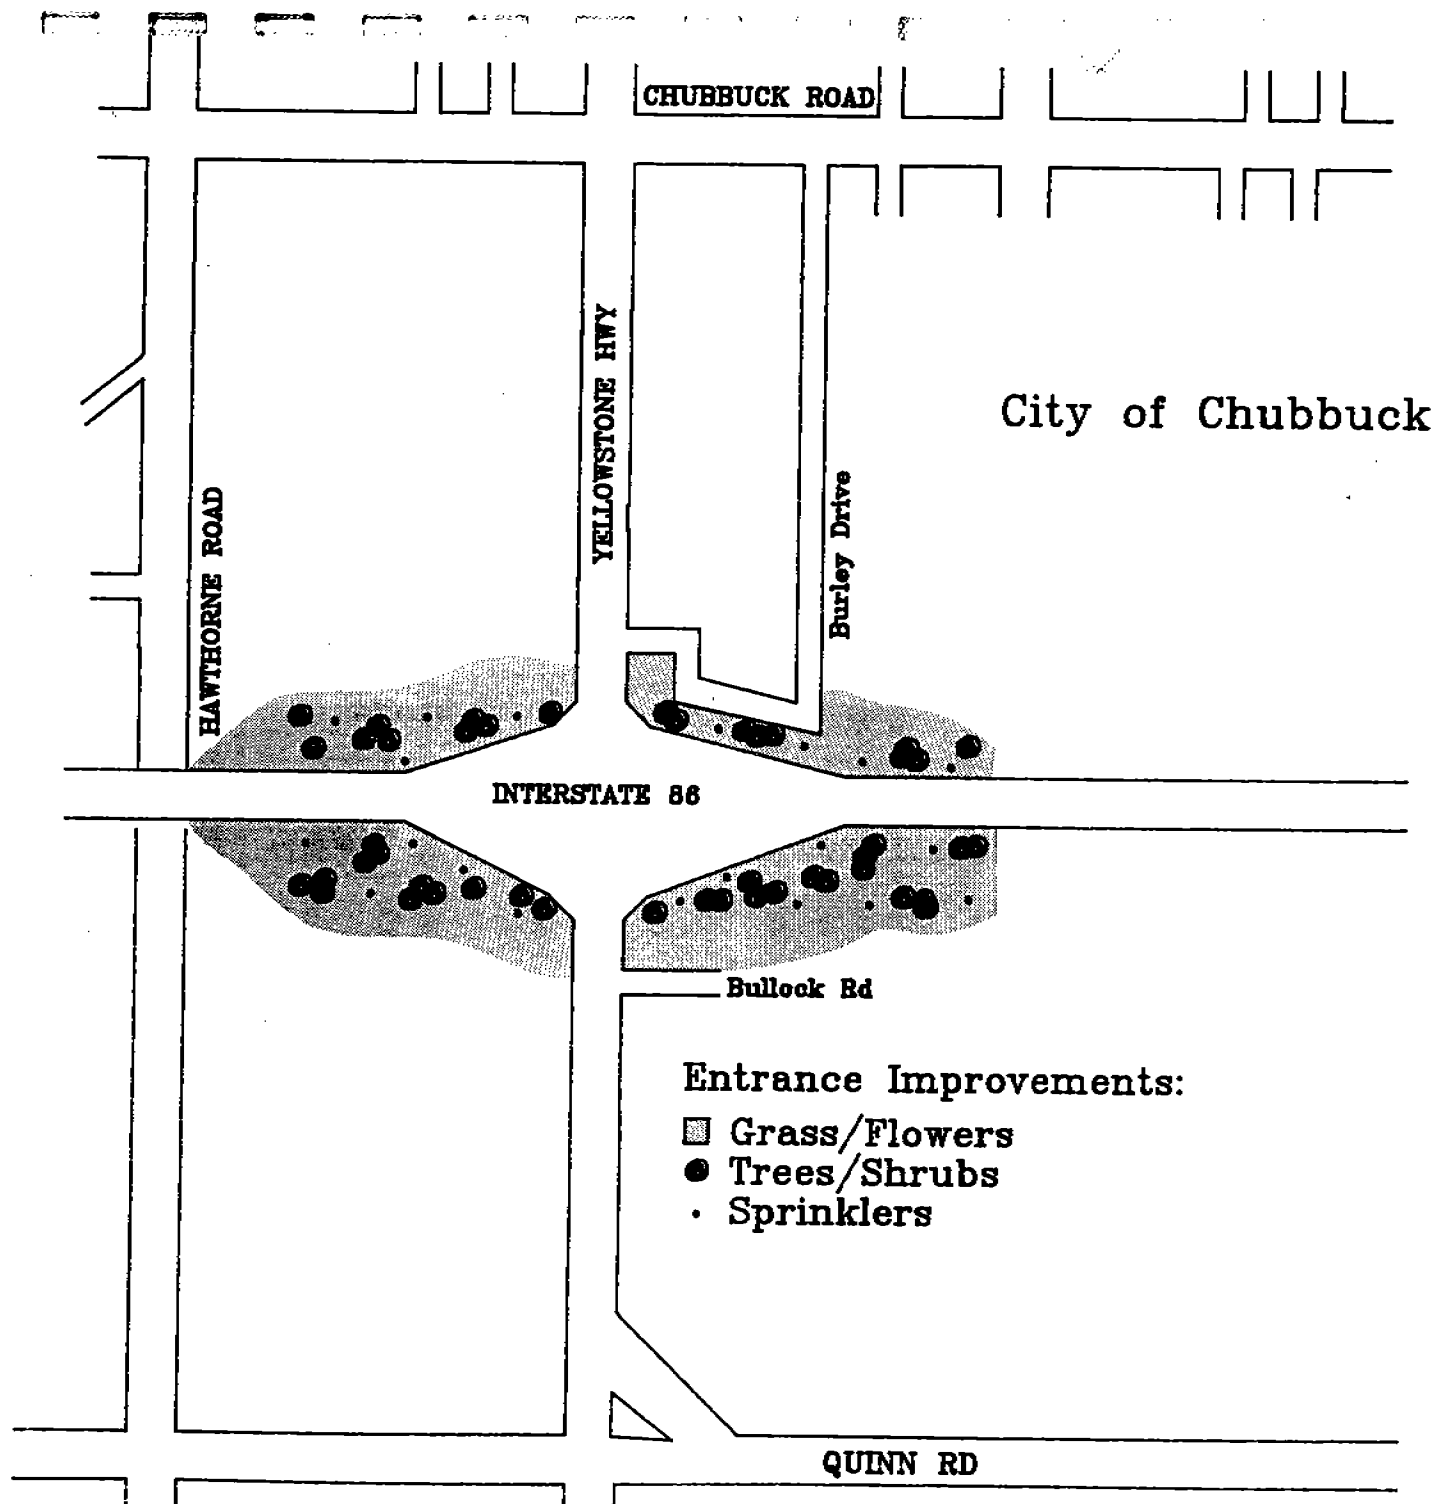 CHUBBUCK ROAD
YELLOWSTONE HWY
City of Chubbuck
Burley Drive
HAWTHORNE ROAD
INTERSTATE 86
Bullock Rd
Entrance Improvements:
Grass/Flowers
Trees/Shrubs
Sprinklers
QUINN RD